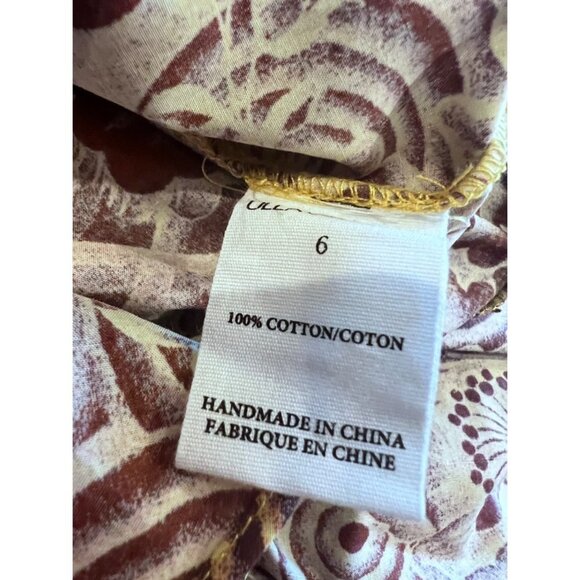 6
100% COTTON/COTON
HANDMADE IN CHINA
FABRIQUE EN CHINE